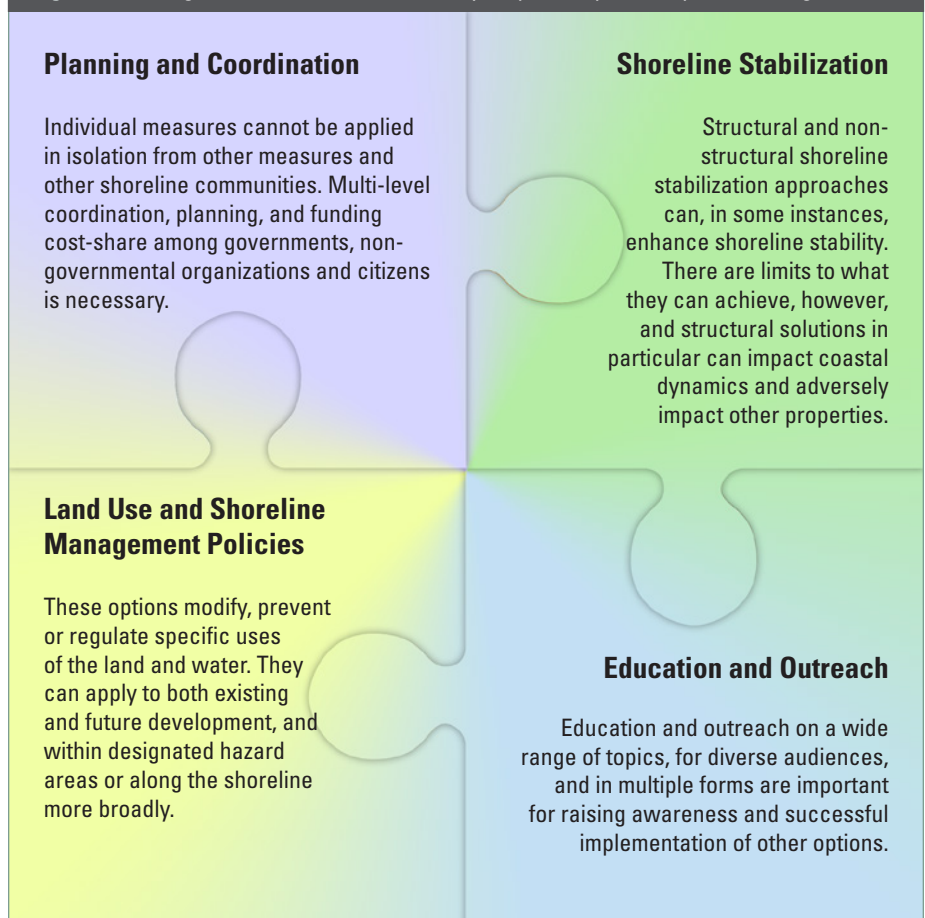 Planning and Coordination
Individual measures cannot be applied
in isolation from other measures and
other shoreline communities. Multi-level
coordination, planning, and funding
cost-share among governments, non-
governmental organizations and citizens
is necessary.
Shoreline Stabilization
Structural and non-
structural shoreline
stabilization approaches
can, in some instances,
enhance shoreline stability.
There are limits to what
they can achieve, however,
and structural solutions in
particular can impact coastal
dynamics and adversely
impact other properties.
Land Use and Shoreline
Management Policies
These options modify, prevent
or regulate specific uses
of the land and water. They
can apply to both existing
and future development, and
within designated hazard
areas or along the shoreline
more broadly.
Education and Outreach
Education and outreach on a wide
range of topics, for diverse audiences,
and in multiple forms are important
for raising awareness and successful
implementation of other options.